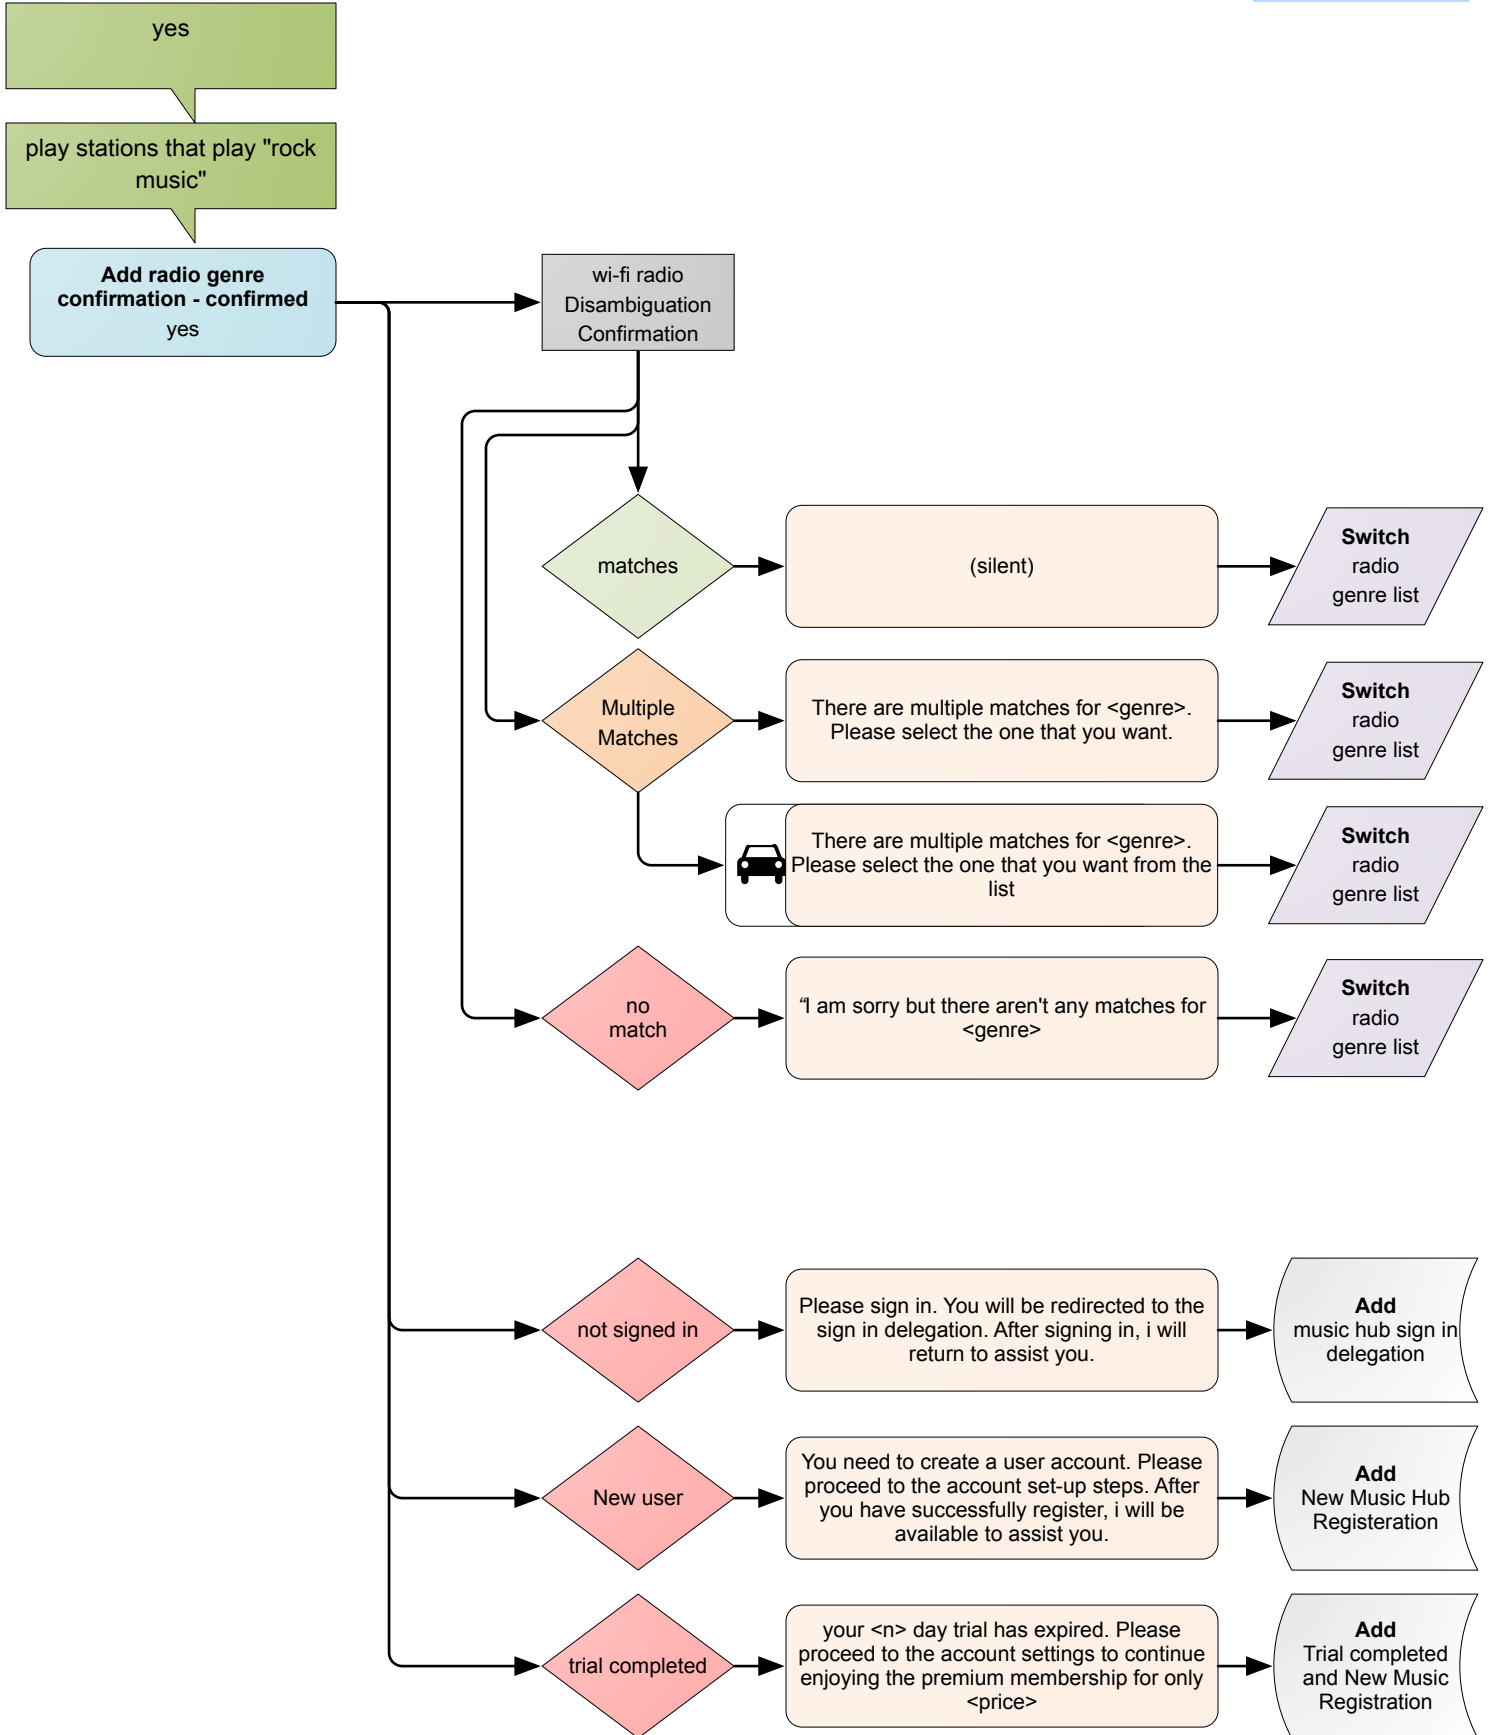 yes
play stations that play "rock
music"
Add radio genre
confirmation - confirmed
yes
wi-fi radio
Disambiguation
Confirmation
matches
(silent)
Switch
radio
genre list
Multiple
Matches
There are multiple matches for <genre>.
Please select the one that you want.
Switch
radio
genre list
There are multiple matches for <genre>.
Please select the one that you want from the
list
Switch
radio
genre list
no
match
“I am sorry but there aren't any matches for
<genre>
Switch
radio
genre list
not signed in
Please sign in. You will be redirected to the
sign in delegation. After signing in, i will
return to assist you.
Add
music hub sign in
delegation
New user
You need to create a user account. Please
proceed to the account set-up steps. After
you have successfully register, i will be
available to assist you.
Add
New Music Hub
Registeration
trial completed
your <n> day trial has expired. Please
proceed to the account settings to continue
enjoying the premium membership for only
<price>
Add
Trial completed
and New Music
Registration